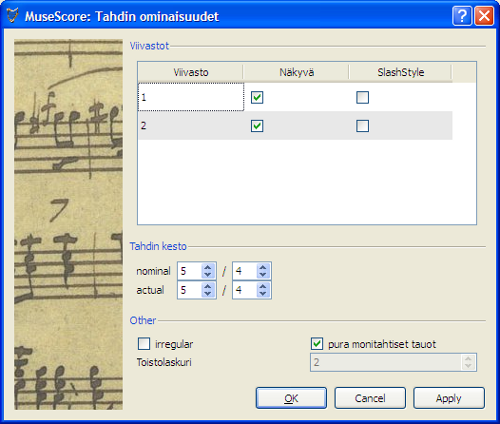 MuseScore: Tahdin ominaisuudet
Viivastot
Viivasto Näkyvä SlashStyle
1
2
Tahdin kesto
nominal 5 / 4
actual 5 / 4
Other
irregular pura monitahtiset tauot
Toistolaskuri 2
OK Cancel Apply